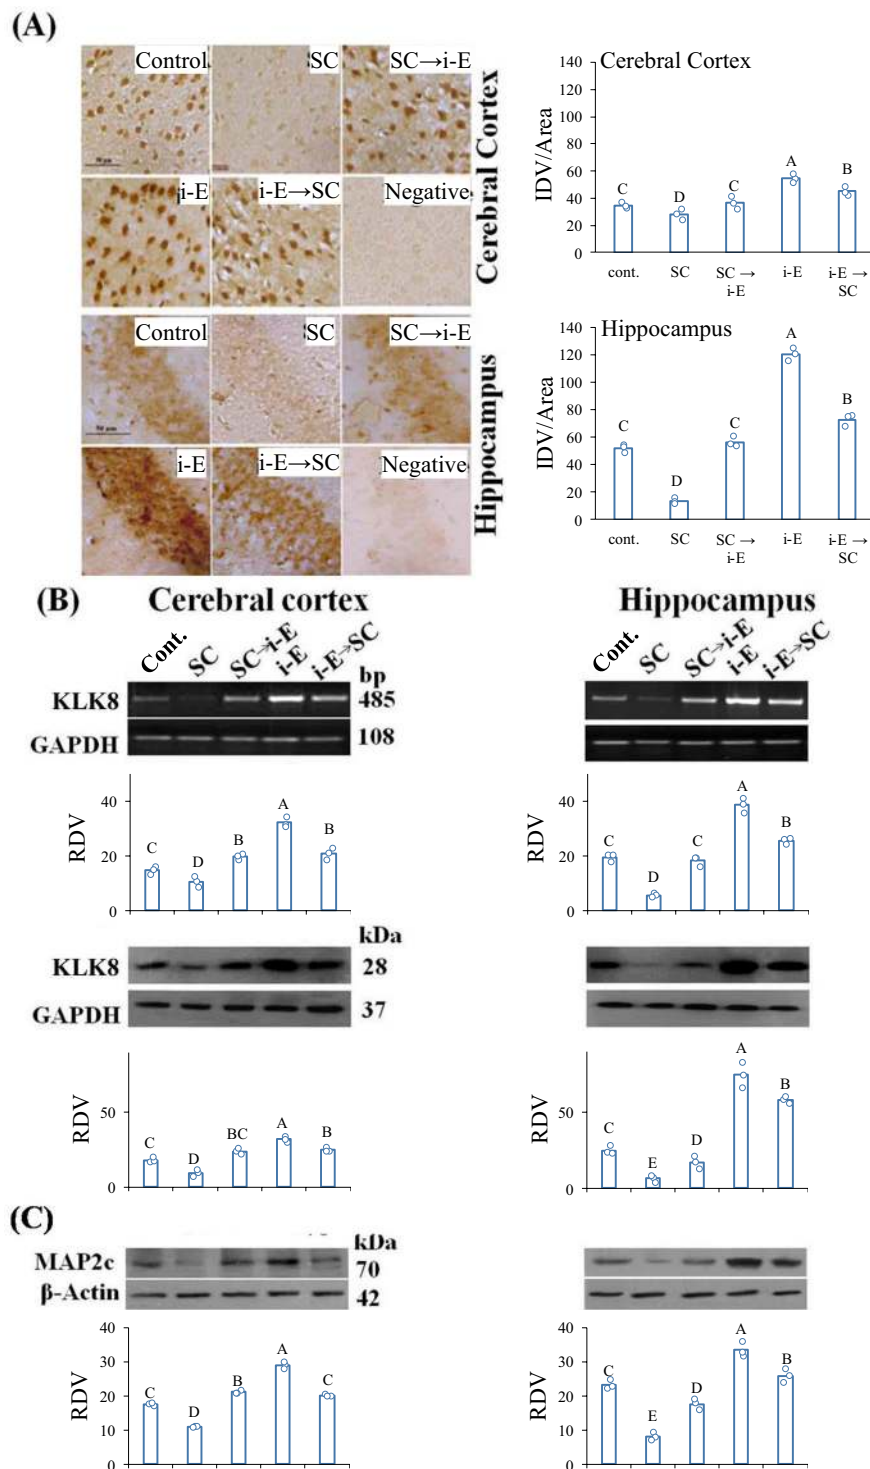 (A)
Control
SC
SC→i-E
i-E
i-E→SC
Negative
Cerebral Cortex
50 μm
Control
SC
SC→i-E
i-E
i-E→SC
Negative
Hippocampus
50 μm
Cerebral Cortex
IDV/Area
140
120
100
80
60
40
20
0
C
D
C
A
B
cont.
SC
SC →
i-E
i-E
i-E →
SC
Hippocampus
IDV/Area
140
120
100
80
60
40
20
0
C
D
C
A
B
cont.
SC
SC →
i-E
i-E
i-E →
SC
(B)
Cerebral cortex
Hippocampus
Cont.
SC
SC→i-E
i-E
i-E→SC
bp
Cont.
SC
SC→i-E
i-E
i-E→SC
KLK8
485
GAPDH
108
RDV
40
20
0
C
D
B
A
B
RDV
40
20
0
C
D
C
A
B
kDa
KLK8
28
GAPDH
37
RDV
50
0
C
D
BC
A
B
RDV
50
0
C
E
D
A
B
(C)
kDa
MAP2c
70
β-Actin
42
RDV
40
30
20
10
0
C
D
B
A
C
RDV
40
30
20
10
0
C
E
D
A
B